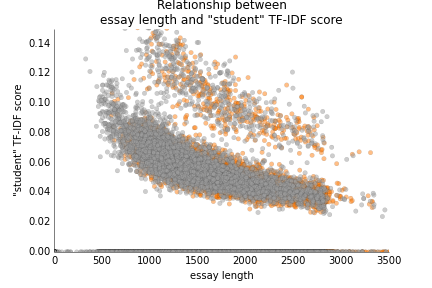 Relationship between
essay length and "student" TF-IDF score
"student" TF-IDF score
0.14
0.12
0.10
0.08
0.06
0.04
0.02
0.00
0 500 1000 1500 2000 2500 3000 3500
essay length